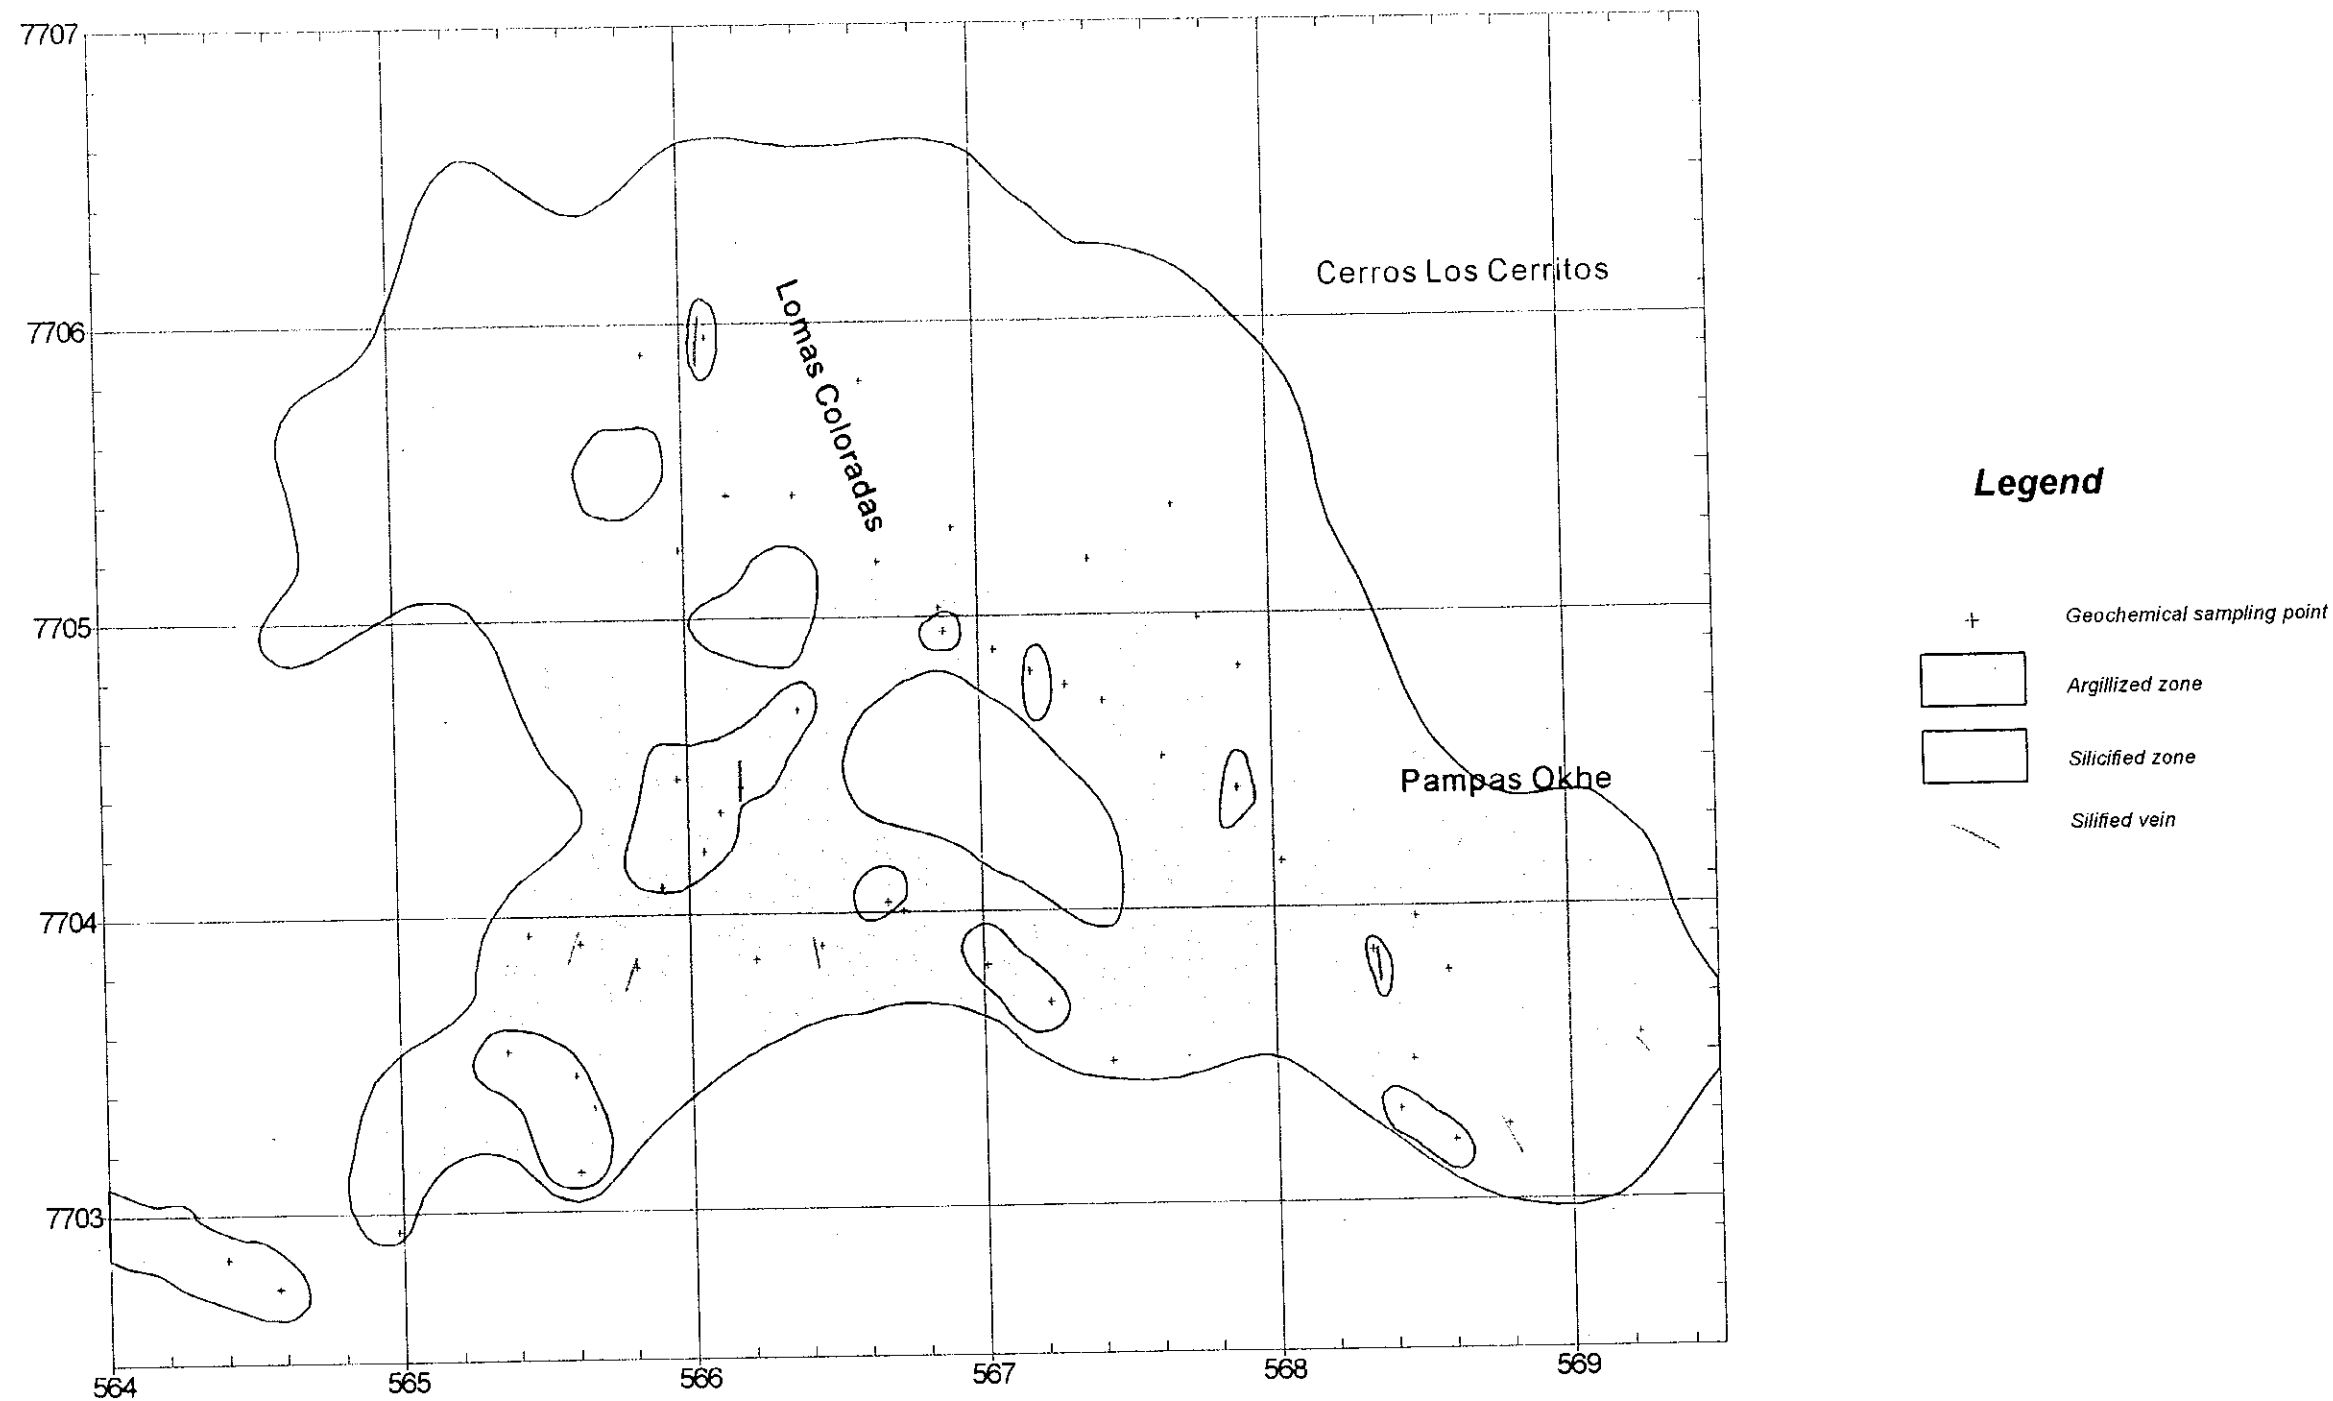 7707
Cerros Los Cerritos
Lomas Coloradas
7706
Legend
Geochemical sampling point
7705
Argillized zone
Silicified zone
Pampas Okhe
Silified vein
7704
7703
564
565
566
567
568
569